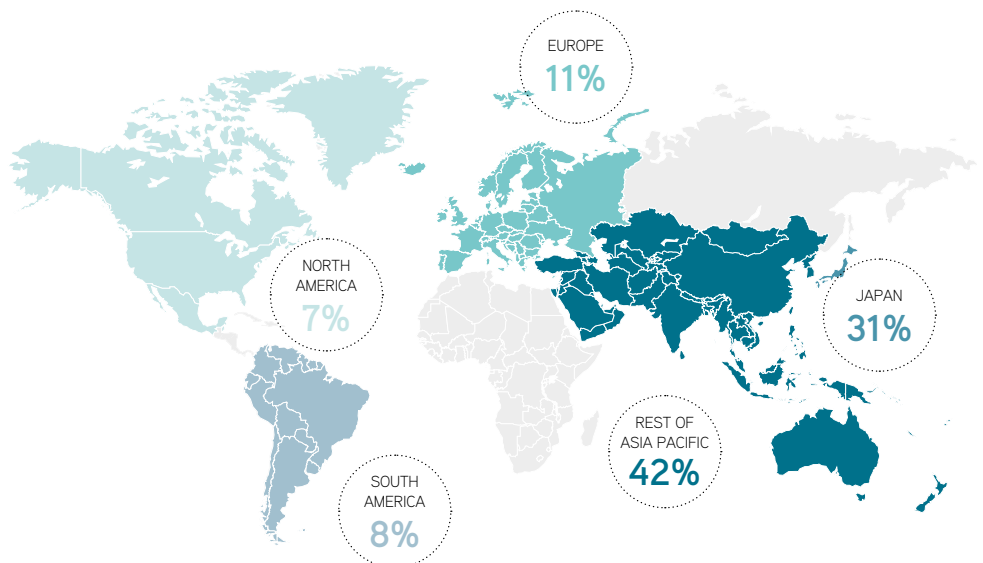 EUROPE
11%
NORTH
AMERICA
7%
JAPAN
31%
REST OF
ASIA PACIFIC
42%
SOUTH
AMERICA
8%